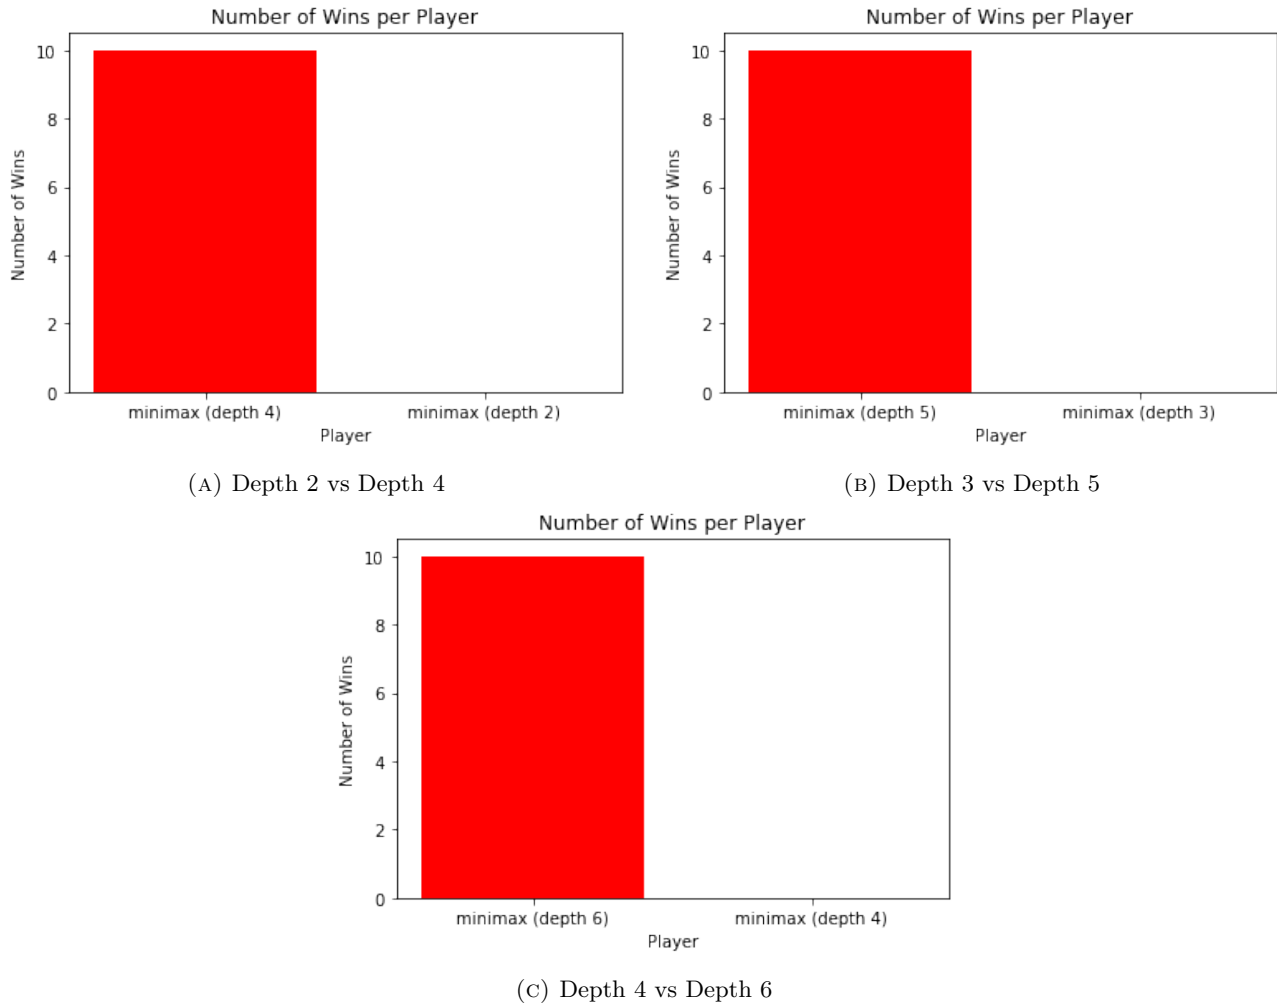 Number of Wins per Player
10
8
6
4
2
0
Number of Wins
minimax (depth 4) minimax (depth 2)
Player
(A) Depth 2 vs Depth 4
Number of Wins per Player
10
8
6
4
2
0
Number of Wins
minimax (depth 5) minimax (depth 3)
Player
(B) Depth 3 vs Depth 5
Number of Wins per Player
10
8
6
4
2
0
Number of Wins
minimax (depth 6) minimax (depth 4)
Player
(C) Depth 4 vs Depth 6